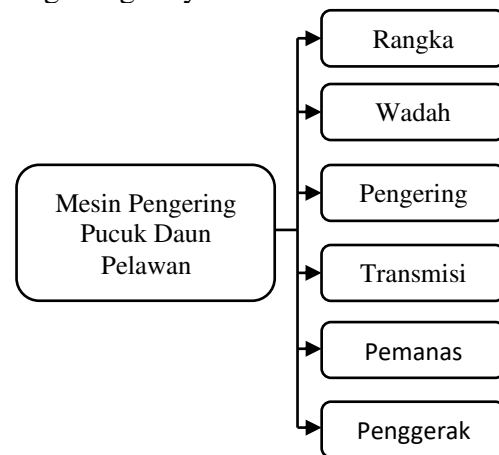 Rangka
Wadah
Mesin Pengering
Pucuk Daun
Pelawan
Pengering
Transmisi
Pemanas
Penggerak